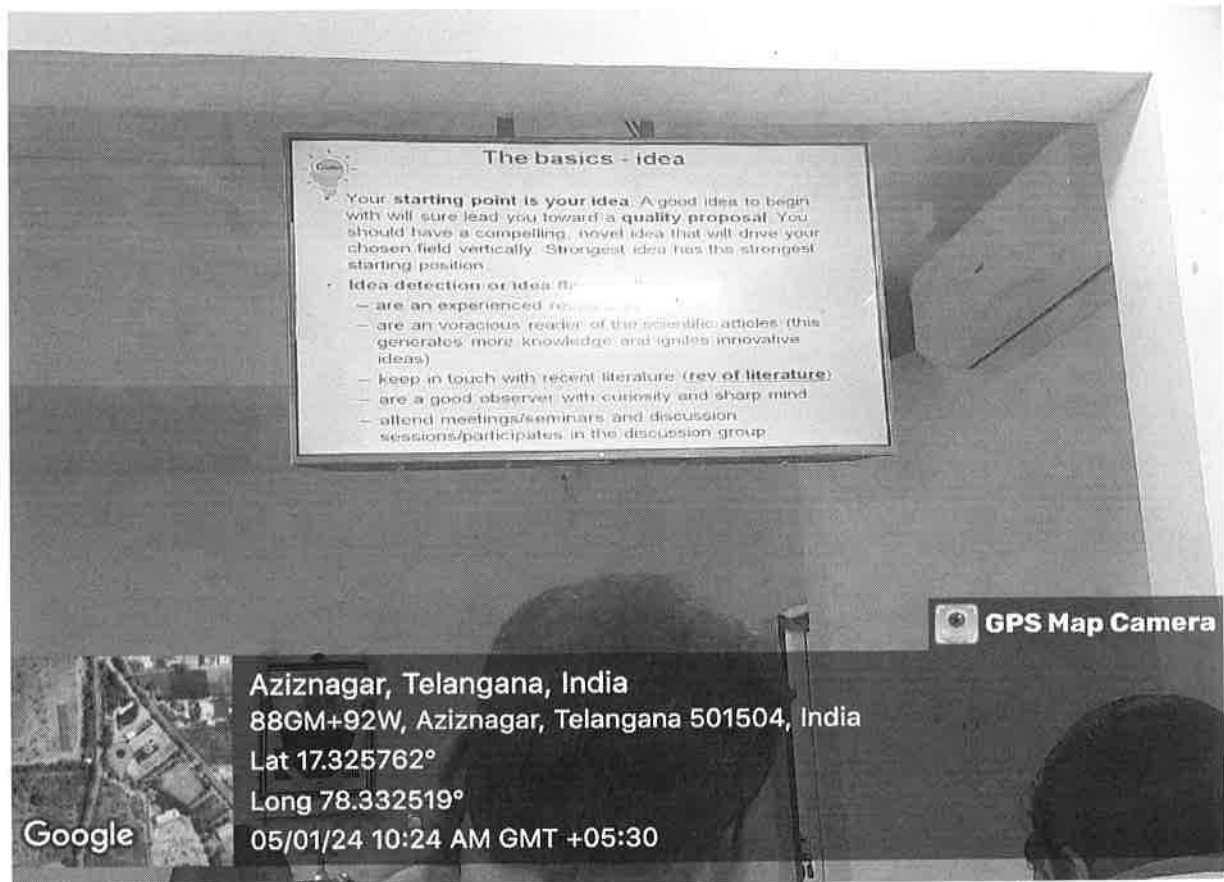 The basics - idea
Your starting point is your idea. A good idea to begin
with will sure lead you toward a quality proposal. You
should have a compelling, novel idea that will drive your
chosen field vertically. Strongest idea has the strongest
starting position.
• Idea detection or idea
– are an experienced
– are an voracious reader of the scientific articles (this
generates more knowledge and ignites innovative
ideas)
– keep in touch with recent literature (rev of literature)
– are a good observer with curiosity and sharp mind
– attend meetings/seminars and discussion
sessions/participates in the discussion group
GPS Map Camera
Aziznagar, Telangana, India
88GM+92W, Aziznagar, Telangana 501504, India
Lat 17.325762°
Long 78.332519°
05/01/24 10:24 AM GMT +05:30
Google